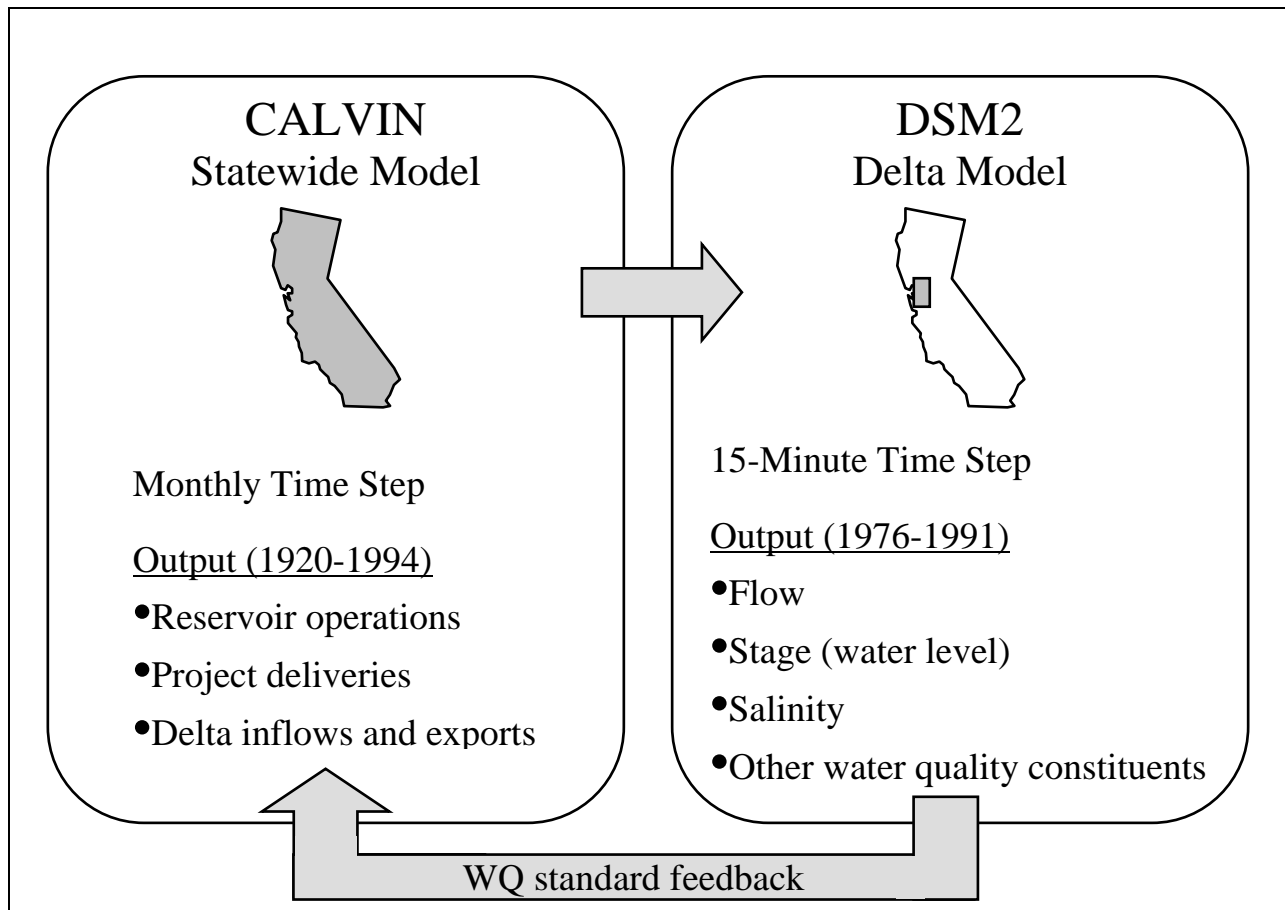 CALVIN
Statewide Model
Monthly Time Step
Output (1920-1994)
•Reservoir operations
•Project deliveries
•Delta inflows and exports
DSM2
Delta Model
15-Minute Time Step
Output (1976-1991)
•Flow
•Stage (water level)
•Salinity
•Other water quality constituents
WQ standard feedback